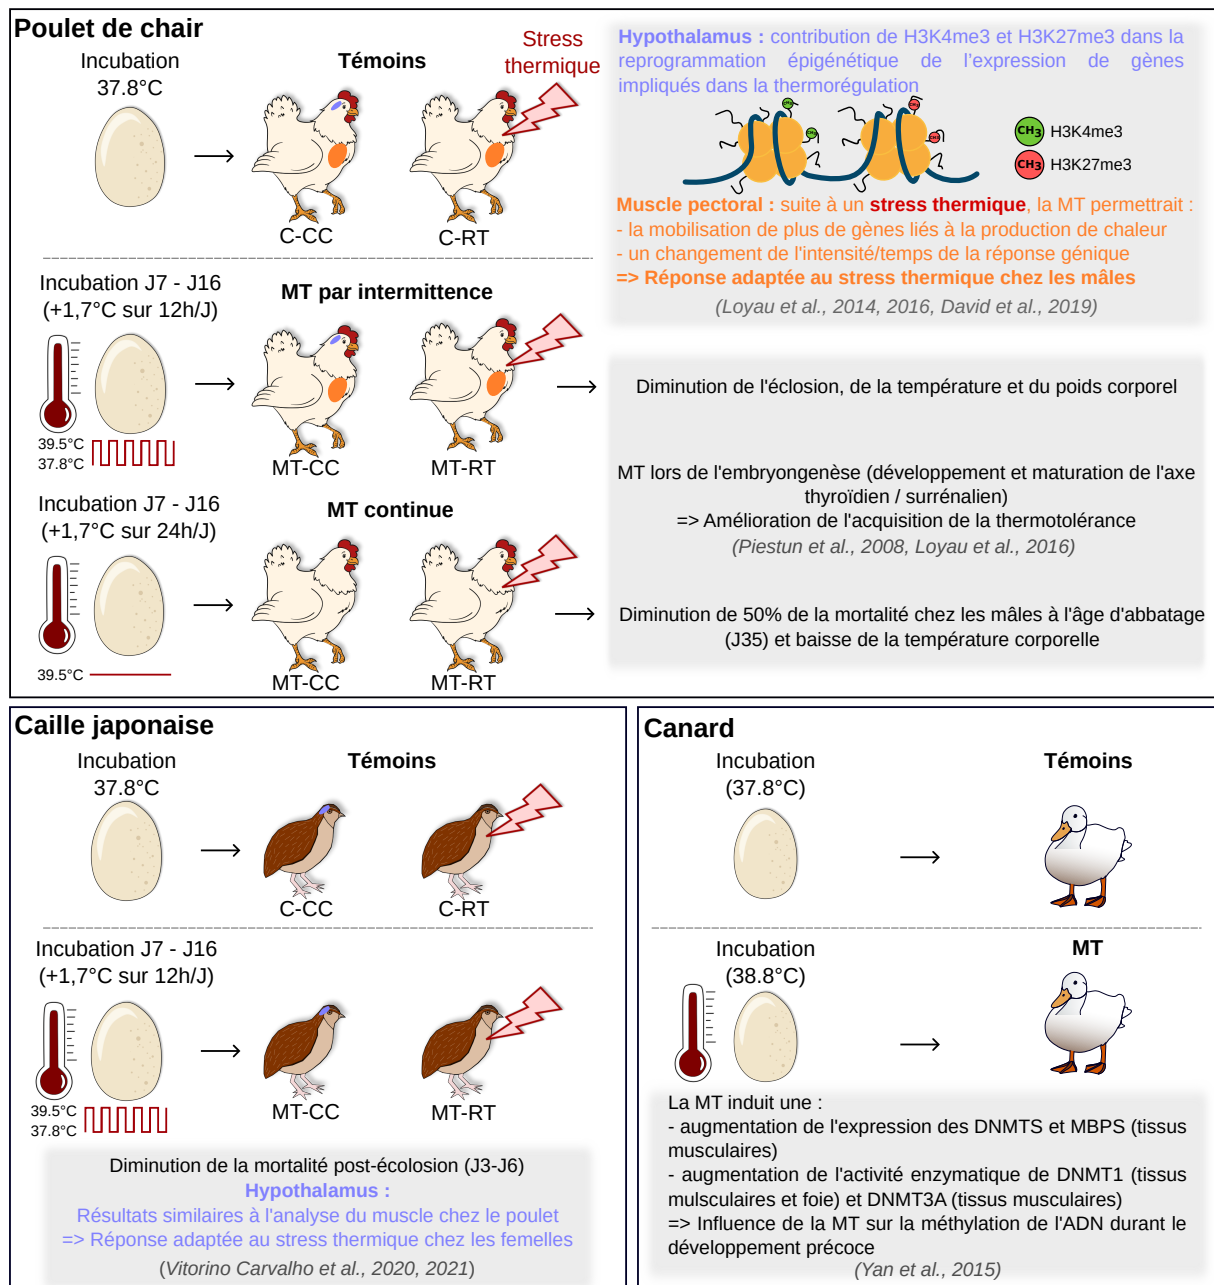 Poulet de chair
Incubation
37.8°C
Témoins
Stress
thermique
C-CC
C-RT
Hypothalamus : contribution de H3K4me3 et H3K27me3 dans la
reprogrammation épigénétique de l'expression de gènes
impliqués dans la thermorégulation
CH3
CH3
CH3
CH3
CH3 H3K4me3
CH3 H3K27me3
Muscle pectoral : suite à un stress thermique, la MT permettrait :
- la mobilisation de plus de gènes liés à la production de chaleur
- un changement de l'intensité/temps de la réponse génique
=> Réponse adaptée au stress thermique chez les mâles
(Loyau et al., 2014, 2016, David et al., 2019)
Incubation J7 - J16
(+1,7°C sur 12h/J)
MT par intermittence
39.5°C
37.8°C
MT-CC
MT-RT
Diminution de l'éclosion, de la température et du poids corporel
MT lors de l'embryongenèse (développement et maturation de l'axe
thyroïdien / surrénalien)
=> Amélioration de l'acquisition de la thermotolérance
(Piestun et al., 2008, Loyau et al., 2016)
Incubation J7 - J16
(+1,7°C sur 24h/J)
MT continue
39.5°C
MT-CC
MT-RT
Diminution de 50% de la mortalité chez les mâles à l'âge d'abbatage
(J35) et baisse de la température corporelle
Caille japonaise
Incubation
37.8°C
Témoins
C-CC
C-RT
Incubation J7 - J16
(+1,7°C sur 12h/J)
39.5°C
37.8°C
MT-CC
MT-RT
Diminution de la mortalité post-écolosion (J3-J6)
Hypothalamus :
Résultats similaires à l'analyse du muscle chez le poulet
=> Réponse adaptée au stress thermique chez les femelles
(Vitorino Carvalho et al., 2020, 2021)
Canard
Incubation
(37.8°C)
Témoins
Incubation
(38.8°C)
MT
La MT induit une :
- augmentation de l'expression des DNMTS et MBPS (tissus
musculaires)
- augmentation de l'activité enzymatique de DNMT1 (tissus
mulsculaires et foie) et DNMT3A (tissus musculaires)
=> Influence de la MT sur la méthylation de l'ADN durant le
développement précoce
(Yan et al., 2015)